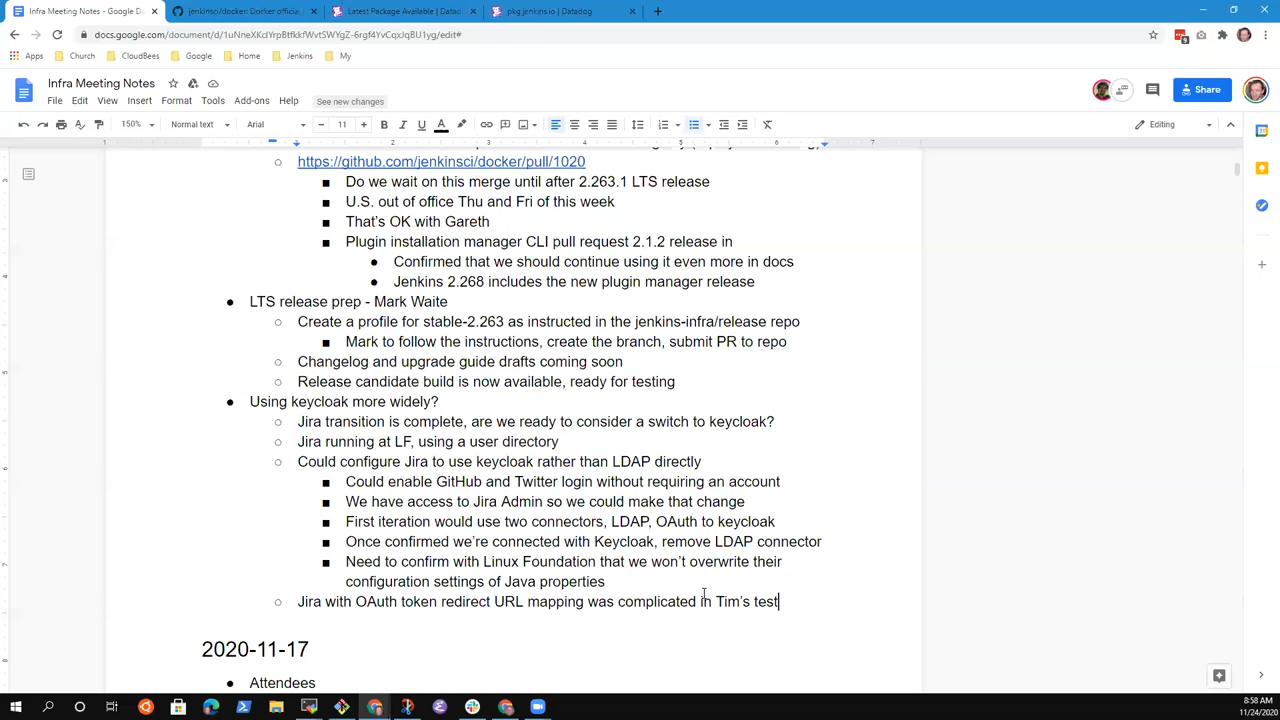 Infra Meeting Notes - Google D
jenkinsci/docker: Docker official
Latest Package Available | Datad
pkg.jenkins.io | Datadog
docs.google.com/document/d/1uNneXKdYrpBtfkkfWvtSWYgZ-6rgf4YvCqxJqBU1yg/edit#
Apps
Church
CloudBees
Google
Home
Jenkins
My
Infra Meeting Notes
File Edit View Insert Format Tools Add-ons Help See new changes
Share
150% Normal text Arial 11 Editing
1 5 6 7
https://github.com/jenkinsci/docker/pull/1020
Do we wait on this merge until after 2.263.1 LTS release
U.S. out of office Thu and Fri of this week
That's OK with Gareth
Plugin installation manager CLI pull request 2.1.2 release in
Confirmed that we should continue using it even more in docs
Jenkins 2.268 includes the new plugin manager release
LTS release prep - Mark Waite
Create a profile for stable-2.263 as instructed in the jenkins-infra/release repo
Mark to follow the instructions, create the branch, submit PR to repo
Changelog and upgrade guide drafts coming soon
Release candidate build is now available, ready for testing
Using keycloak more widely?
Jira transition is complete, are we ready to consider a switch to keycloak?
Jira running at LF, using a user directory
Could configure Jira to use keycloak rather than LDAP directly
Could enable GitHub and Twitter login without requiring an account
We have access to Jira Admin so we could make that change
First iteration would use two connectors, LDAP, OAuth to keycloak
Once confirmed we're connected with Keycloak, remove LDAP connector
Need to confirm with Linux Foundation that we won't overwrite their
configuration settings of Java properties
Jira with OAuth token redirect URL mapping was complicated in Tim's test
2020-11-17
Attendees
8:58 AM
11/24/2020